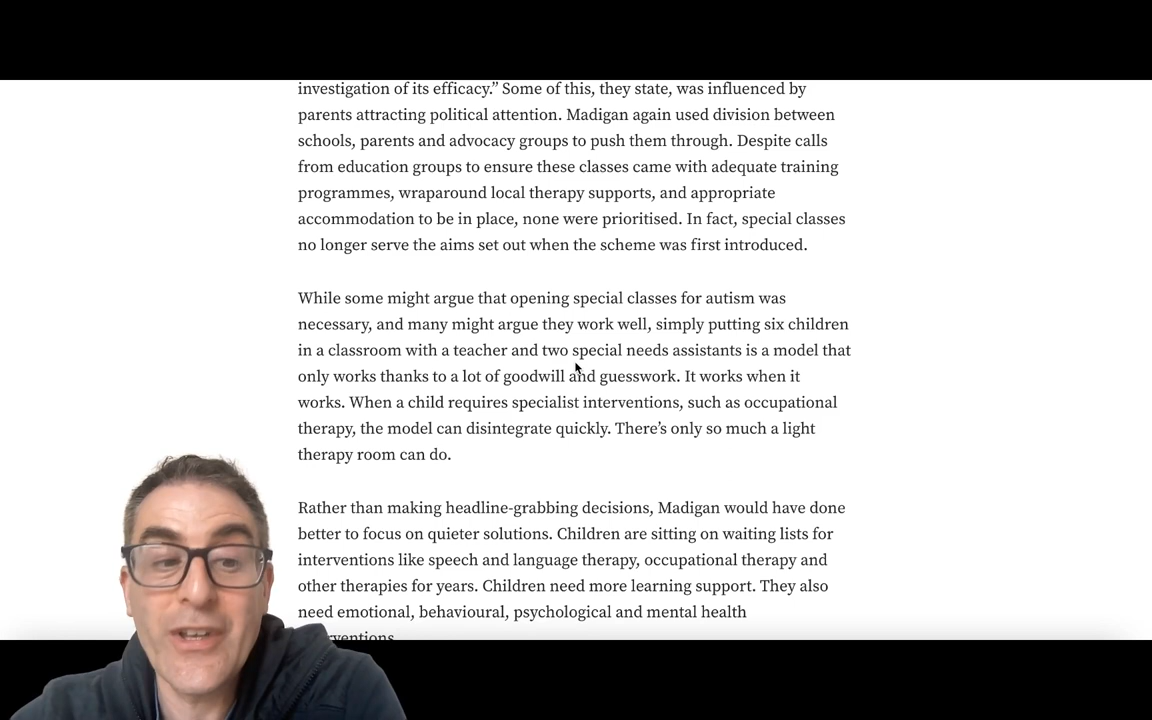 investigation of its efficacy.” Some of this, they state, was influenced by
parents attracting political attention. Madigan again used division between
schools, parents and advocacy groups to push them through. Despite calls
from education groups to ensure these classes came with adequate training
programmes, wraparound local therapy supports, and appropriate
accommodation to be in place, none were prioritised. In fact, special classes
no longer serve the aims set out when the scheme was first introduced.
While some might argue that opening special classes for autism was
necessary, and many might argue they work well, simply putting six children
in a classroom with a teacher and two special needs assistants is a model that
only works thanks to a lot of goodwill and guesswork. It works when it
works. When a child requires specialist interventions, such as occupational
therapy, the model can disintegrate quickly. There’s only so much a light
therapy room can do.
Rather than making headline-grabbing decisions, Madigan would have done
better to focus on quieter solutions. Children are sitting on waiting lists for
interventions like speech and language therapy, occupational therapy and
other therapies for years. Children need more learning support. They also
need emotional, behavioural, psychological and mental health